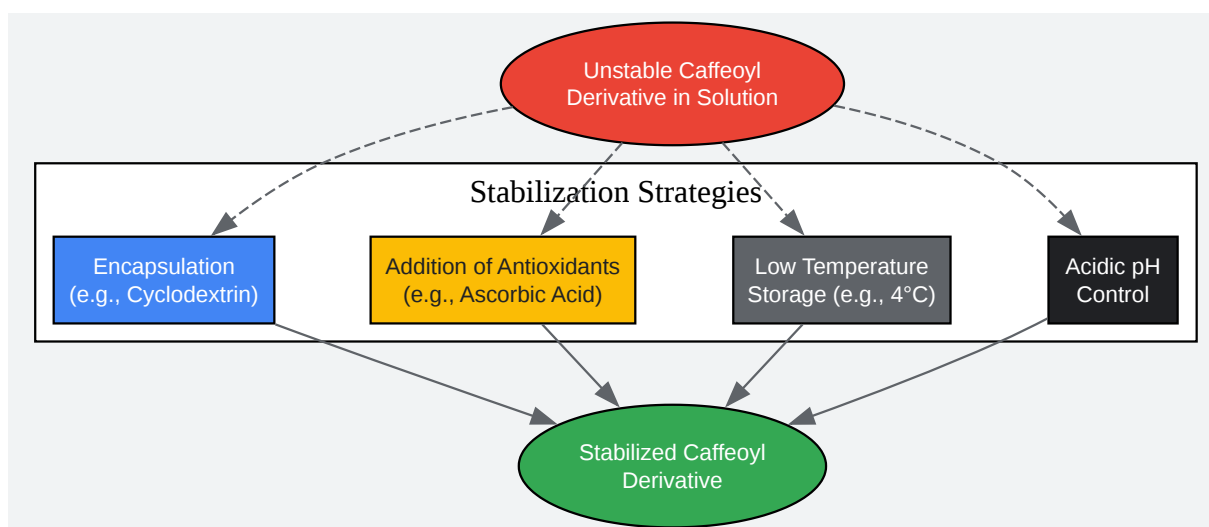 Unstable Caffeoyl
Derivative in Solution
Stabilization Strategies
Encapsulation
(e.g., Cyclodextrin)
Addition of Antioxidants
(e.g., Ascorbic Acid)
Low Temperature
Storage (e.g., 4°C)
Acidic pH
Control
Stabilized Caffeoyl
Derivative